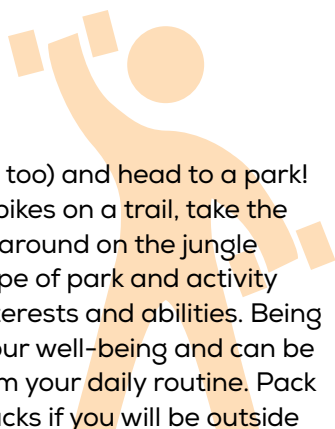 too) and head to a park!
bikes on a trail, take the
around on the jungle
pe of park and activity
terests and abilities. Being
our well-being and can be
m your daily routine. Pack
cks if you will be outside